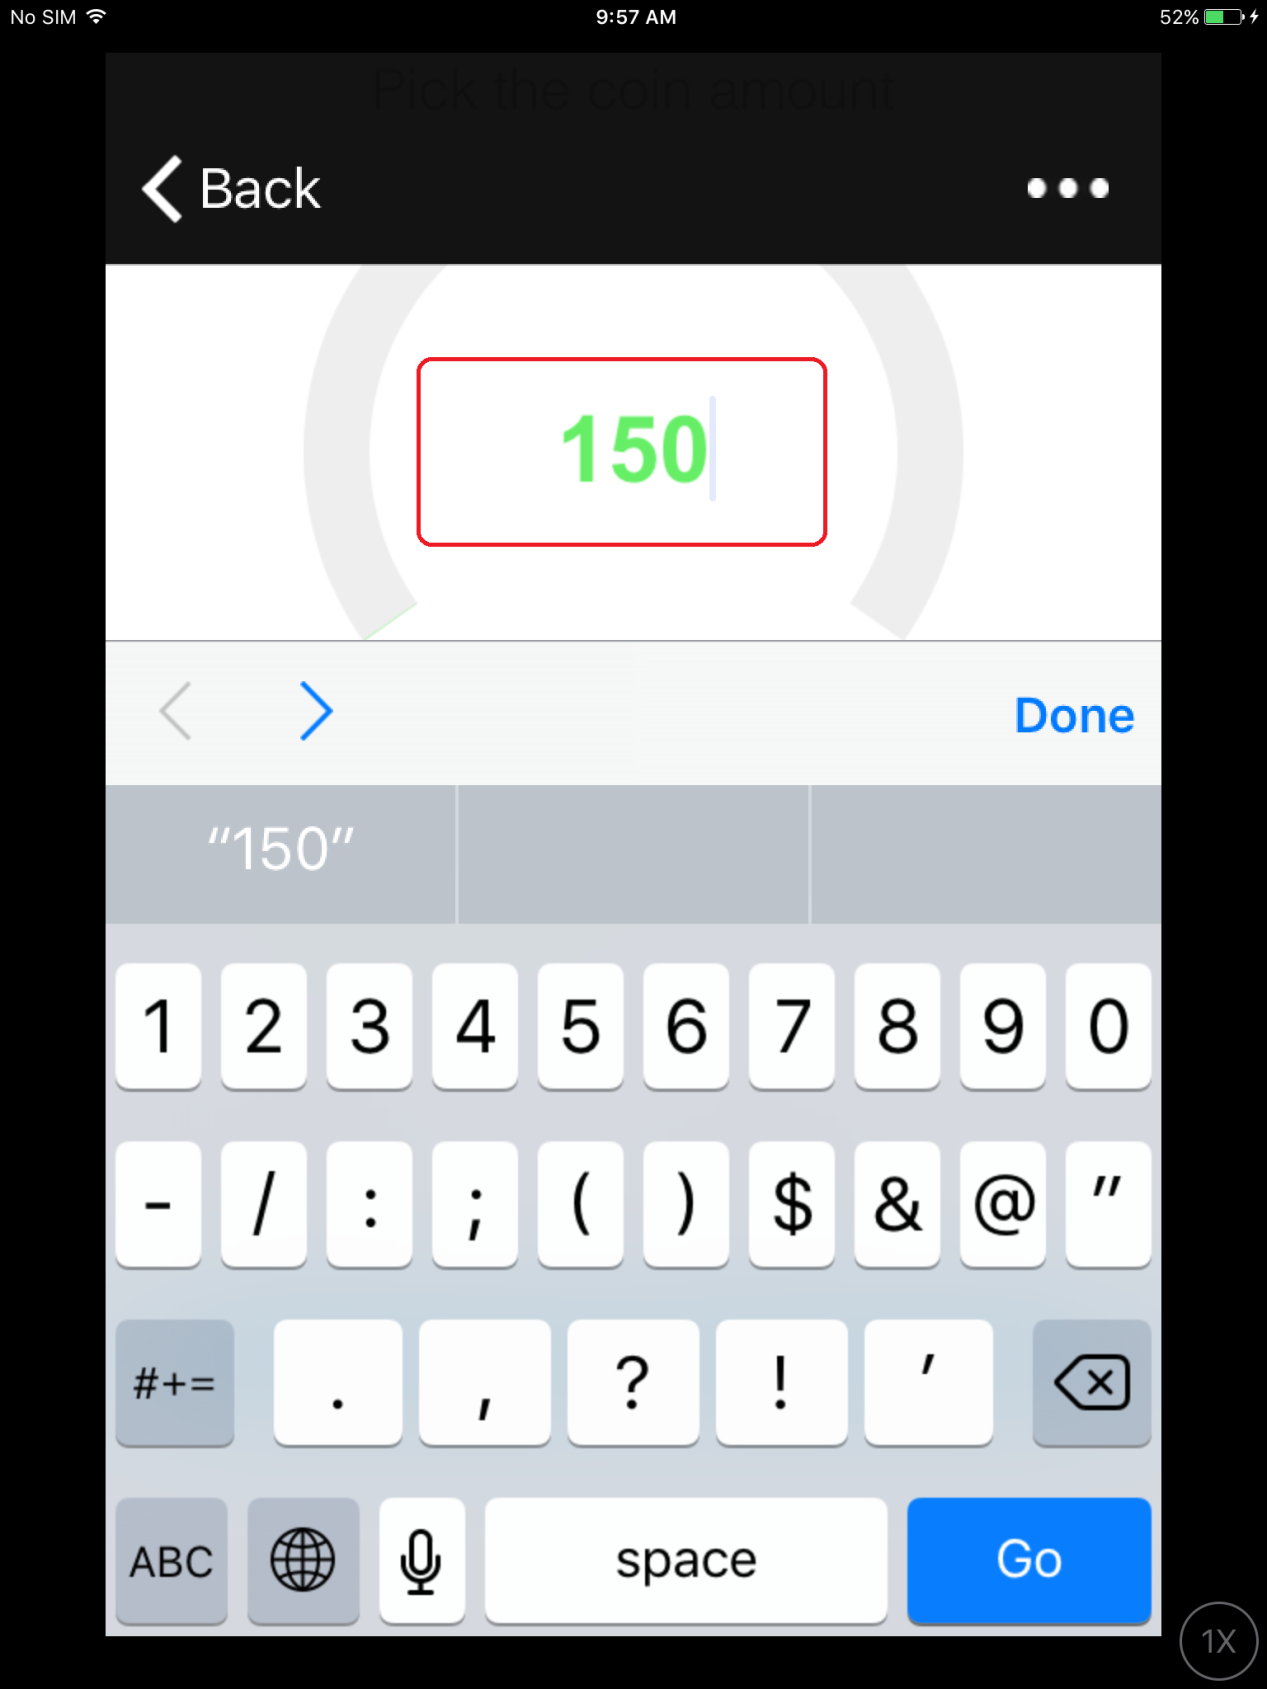 No SIM 9:57 AM 52%
Pick the coin amount
Back
150
Done
“150”
1 2 3 4 5 6 7 8 9 0
- / : ; ( ) $ & @ "
#+= . , ? ! '
ABC space Go
1X